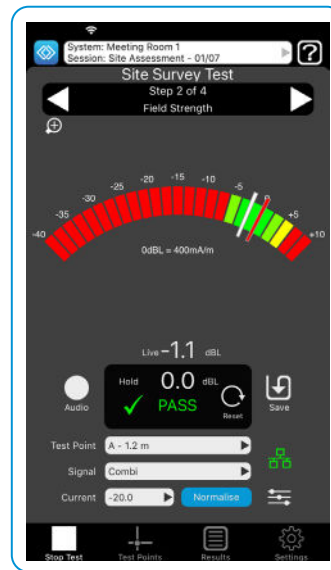 System: Meeting Room 1
Session: Site Assessment - 01/07
?
Site Survey Test
Step 2 of 4
Field Strength
-40
-35
-30
-25
-20
-15
-10
-5
0
+5
+10
0dBL = 400mA/m
Live -1.1 dBL
Hold 0.0 dBL
✓ PASS
Reset
Audio
Save
Test Point A - 1.2 m
Signal Combi
Current -20.0 Normalise
Stop Test Test Points Results Settings